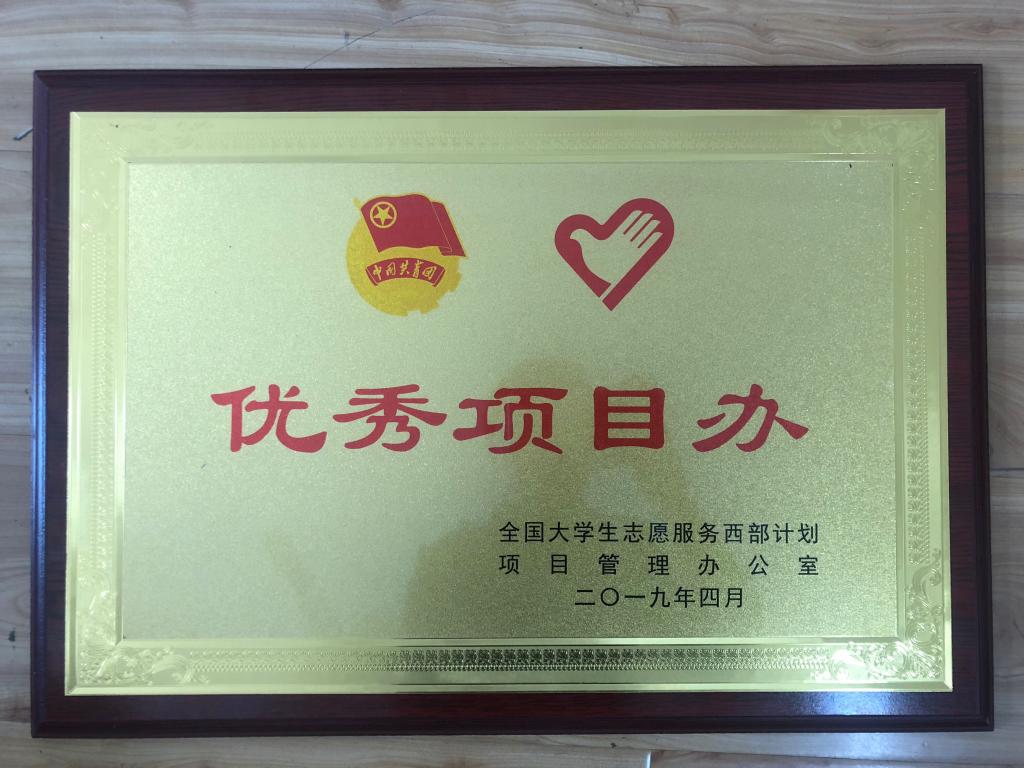 中国共青团
优秀项目办
全国大学生志愿服务西部计划
项目管理办公室
二〇一九年四月